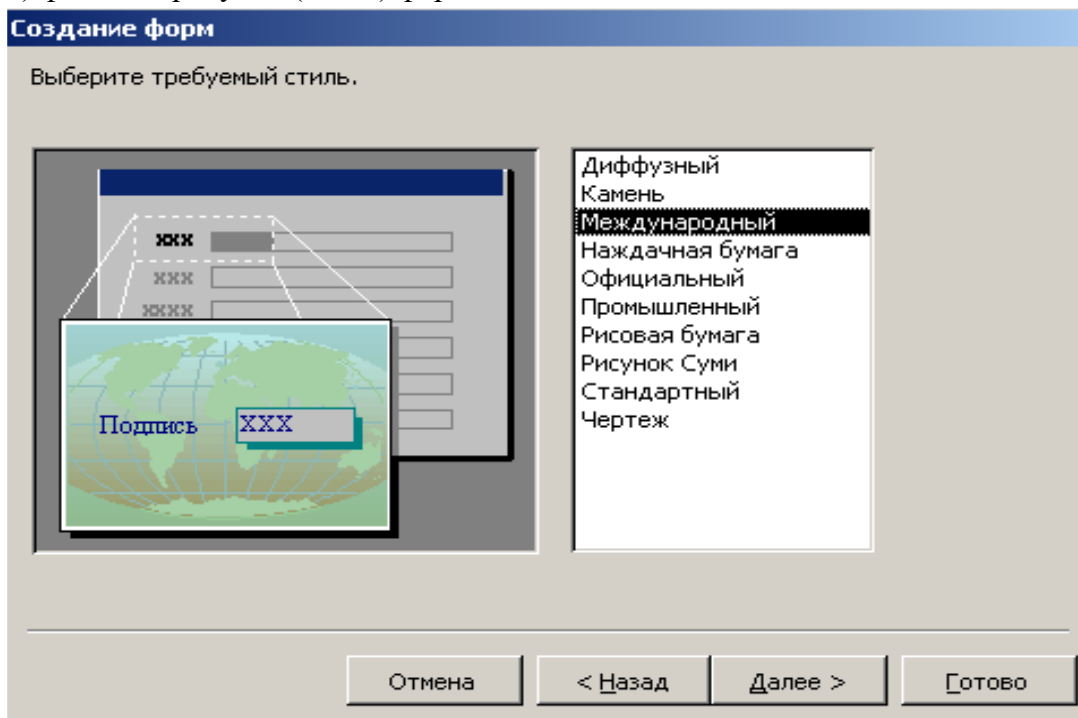 Создание форм
Выберите требуемый стиль.
xxx
xxx
xxxx
Подпись XXX
Диффузный
Камень
Международный
Наждачная бумага
Официальный
Промышленный
Рисовая бумага
Рисунок Суми
Стандартный
Чертеж
Отмена < Назад Далее > Готово